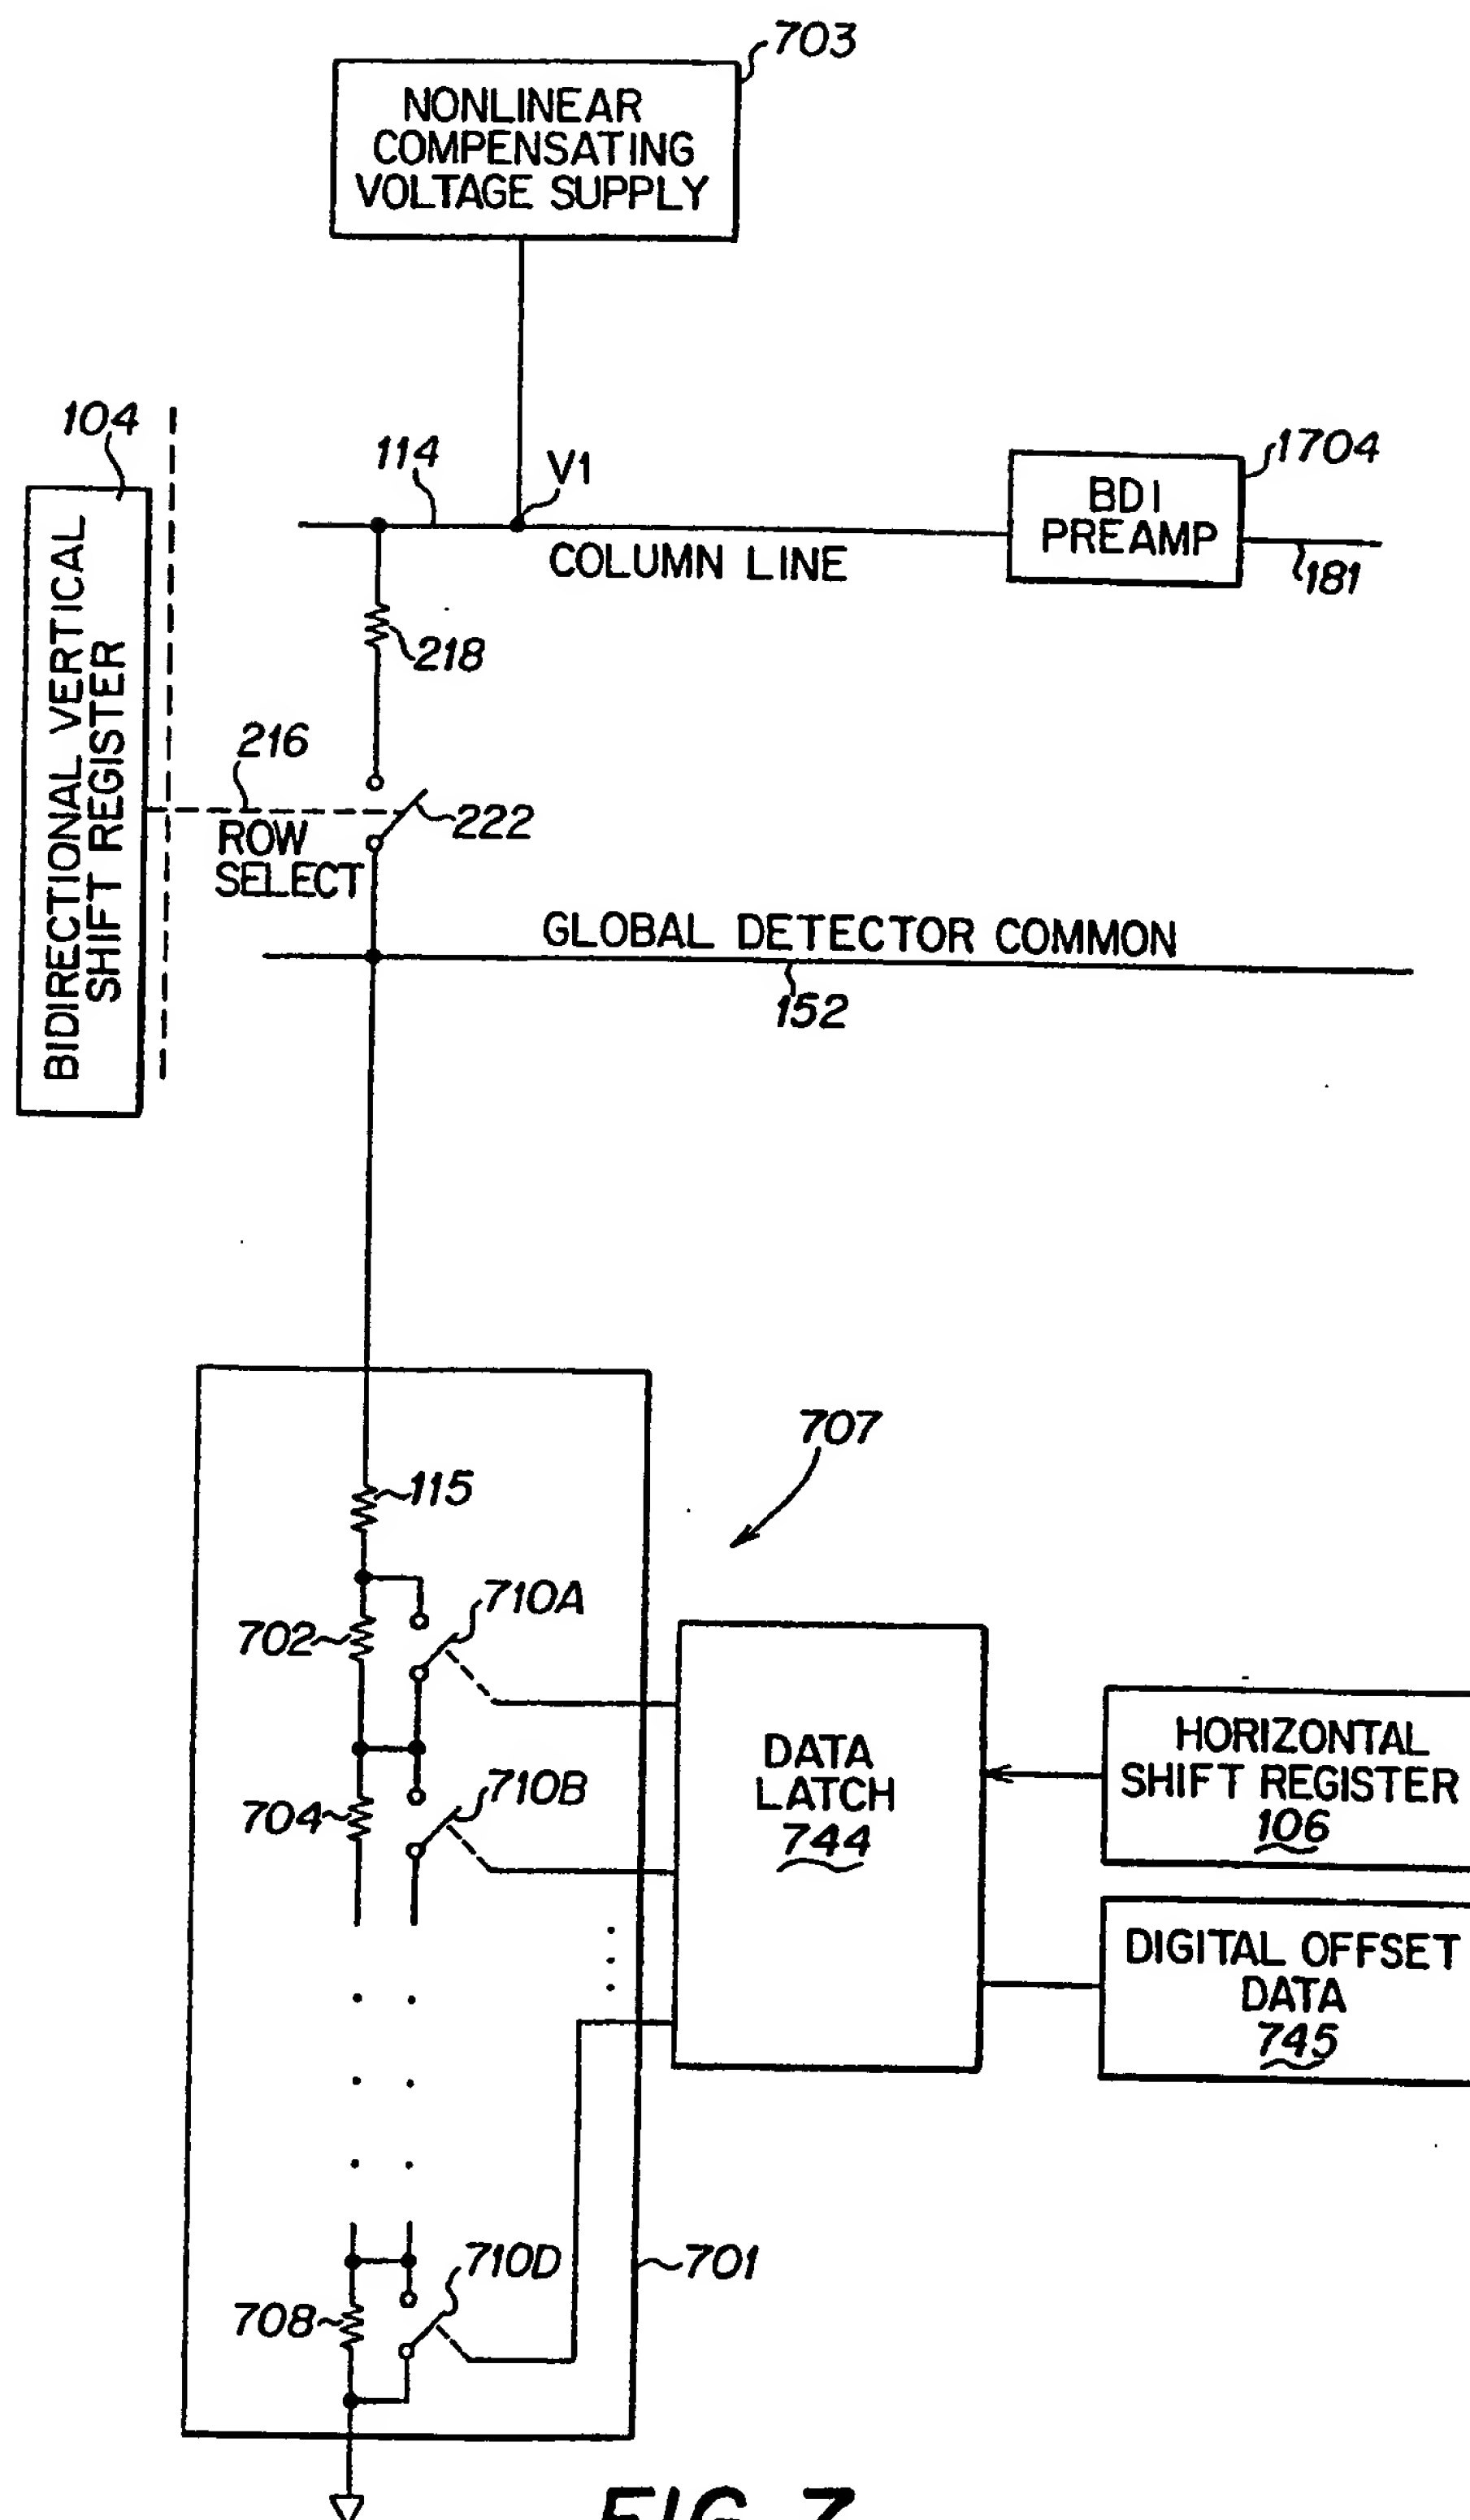 703
NONLINEAR
COMPENSATING
VOLTAGE SUPPLY
104
114
V1
1704
BDI
PREAMP
181
COLUMN LINE
218
BIDIRECTIONAL VERTICAL
SHIFT REGISTER
216
222
ROW
SELECT
GLOBAL DETECTOR COMMON
152
707
115
710A
702
DATA
LATCH
744
HORIZONTAL
SHIFT REGISTER
106
710B
704
DIGITAL OFFSET
DATA
745
710D
701
708
FIG. 7